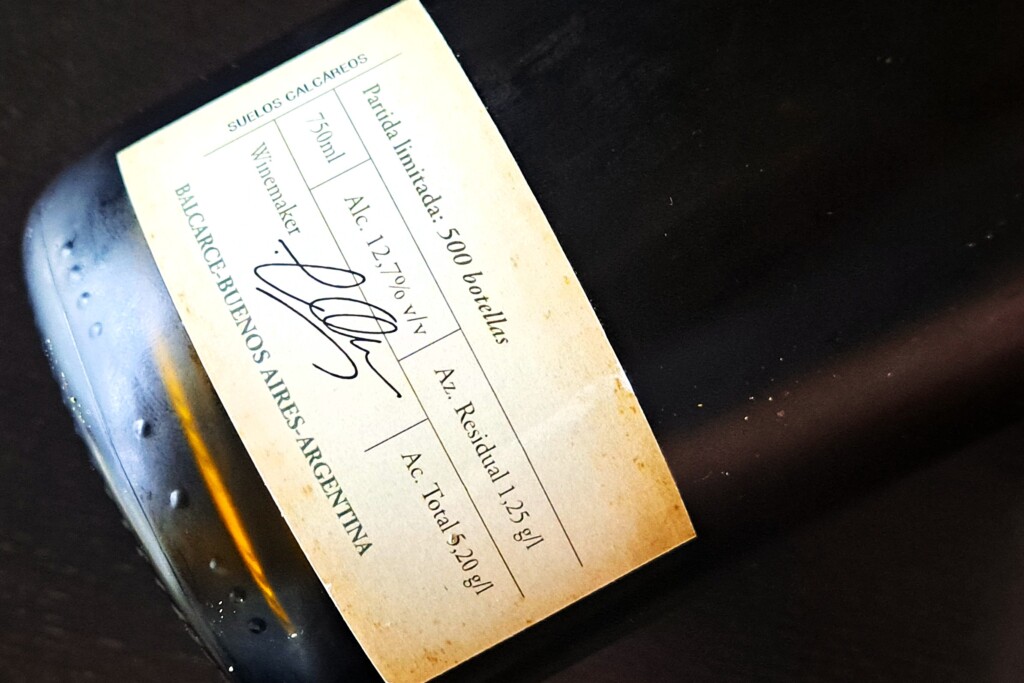 SUELOS CALCÁREOS
Partida limitada: 500 botellas
750ml
Alc. 12,7% v/v
Az. Residual 1,25 g/l
Winemaker
Ac. Total 5,20 g/l
BALCARCE-BUENOS AIRES-ARGENTINA